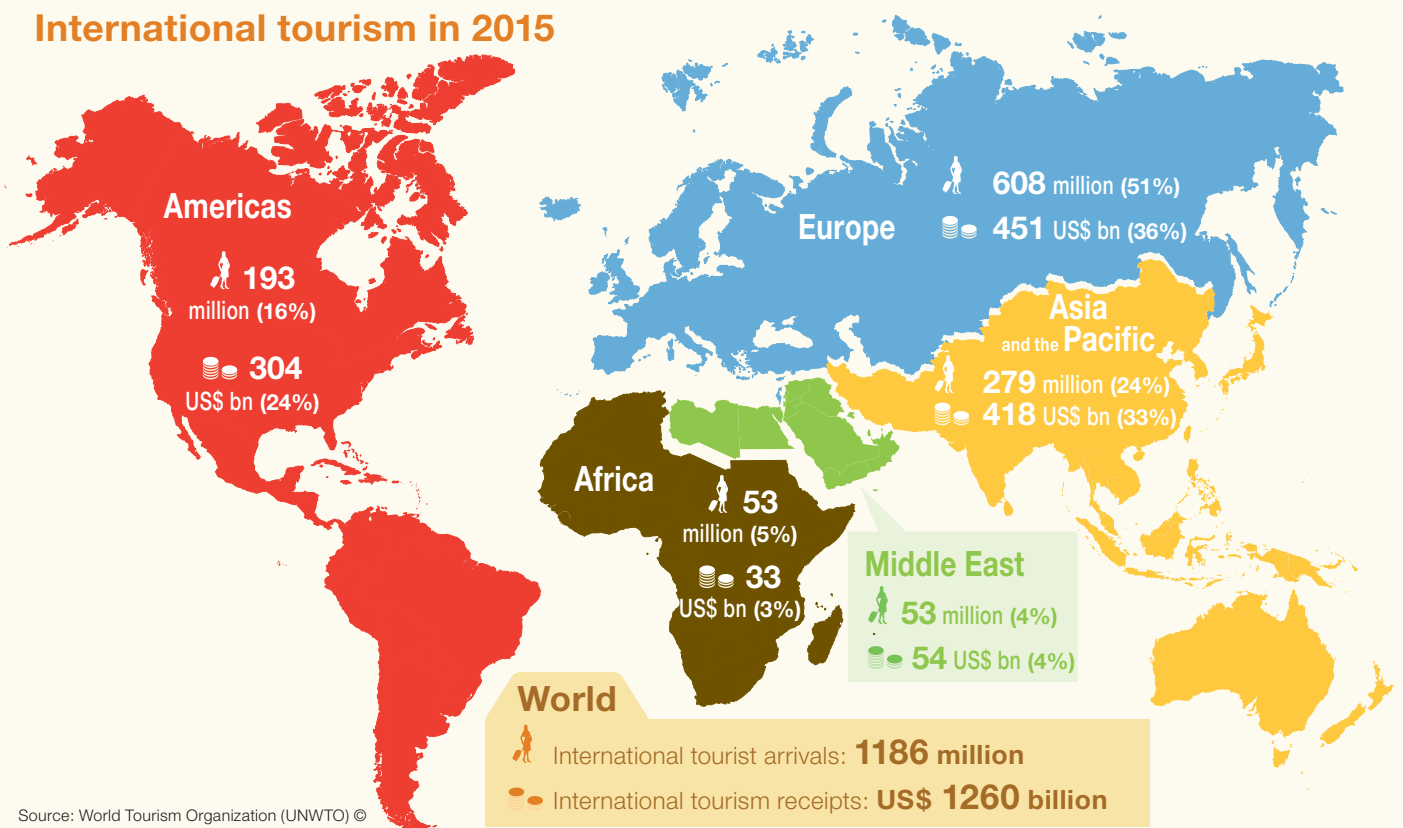 International tourism in 2015
Americas
193
million (16%)
304
US$ bn (24%)
Europe
608 million (51%)
451 US$ bn (36%)
Asia
and the Pacific
279 million (24%)
418 US$ bn (33%)
Africa
53
million (5%)
33
US$ bn (3%)
Middle East
53 million (4%)
54 US$ bn (4%)
World
International tourist arrivals: 1186 million
International tourism receipts: US$ 1260 billion
Source: World Tourism Organization (UNWTO) ©